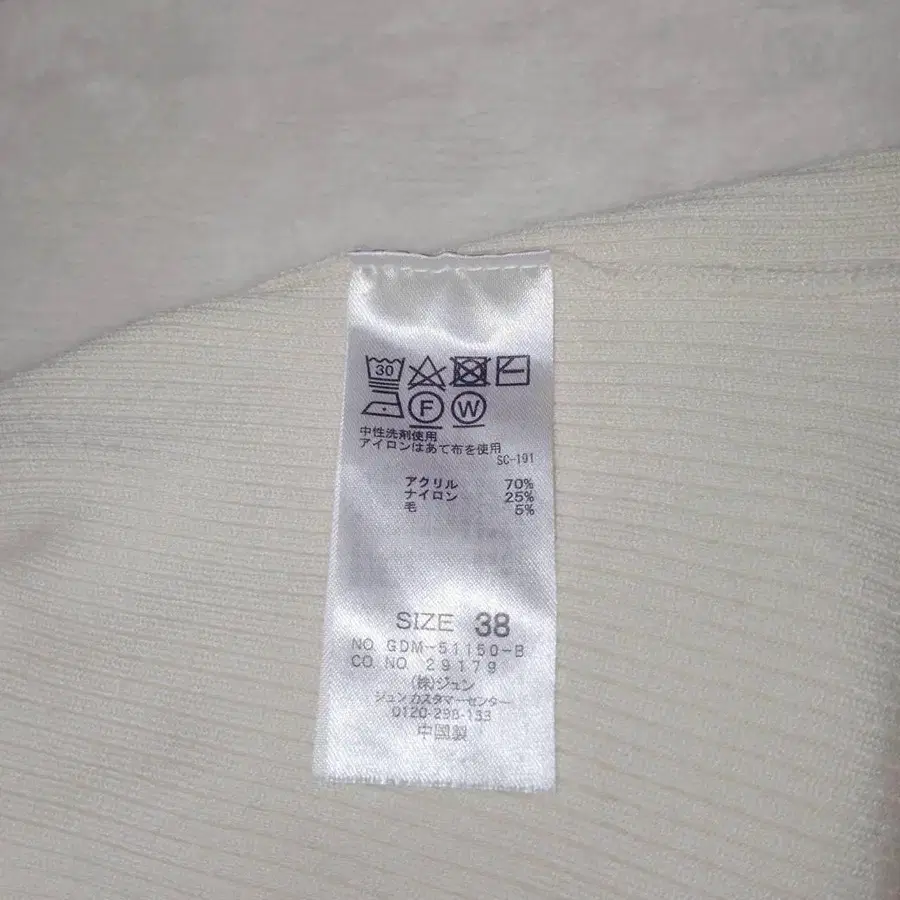 30
F W
中性洗剤使用
アイロンはあて布を使用
SC-191
アクリル 70%
ナイロン 25%
毛 5%
SIZE 38
NO. GDM-51150-B
CO. NO. 29179
(株)ジュン
ジュンカスタマーセンター
0120-298-133
中国製